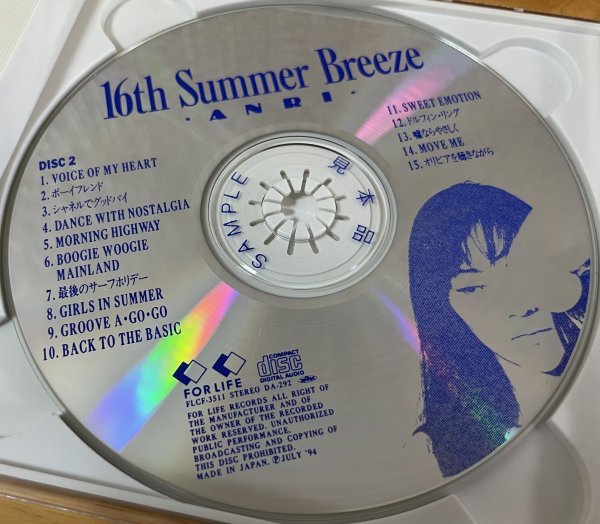 16th Summer Breeze
・ANRI・
DISC 2
1. VOICE OF MY HEART
2. ボーイフレンド
3. シャネルでグッドバイ
4. DANCE WITH NOSTALGIA
5. MORNING HIGHWAY
6. BOOGIE WOOGIE
MAINLAND
7. 最後のサーフホリデー
8. GIRLS IN SUMMER
9. GROOVE A・GO・GO
10. BACK TO THE BASIC
11. SWEET EMOTION
12. ドルフィン・リング
13. 嘘ならやさしく
14. MOVE ME
15. オリビアを聴きながら
SAMPLE
見本品
FOR LIFE
COMPACT
disc
DIGITAL AUDIO
FLCF-3511 STEREO DA-292
FOR LIFE RECORDS ALL RIGHT OF
THE MANUFACTURER AND OF
THE OWNER OF THE RECORDED
WORK RESERVED. UNAUTHORIZED
PUBLIC PERFORMANCE,
BROADCASTING AND COPYING OF
THIS DISC PROHIBITED.
MADE IN JAPAN. Ⓟ JULY '94